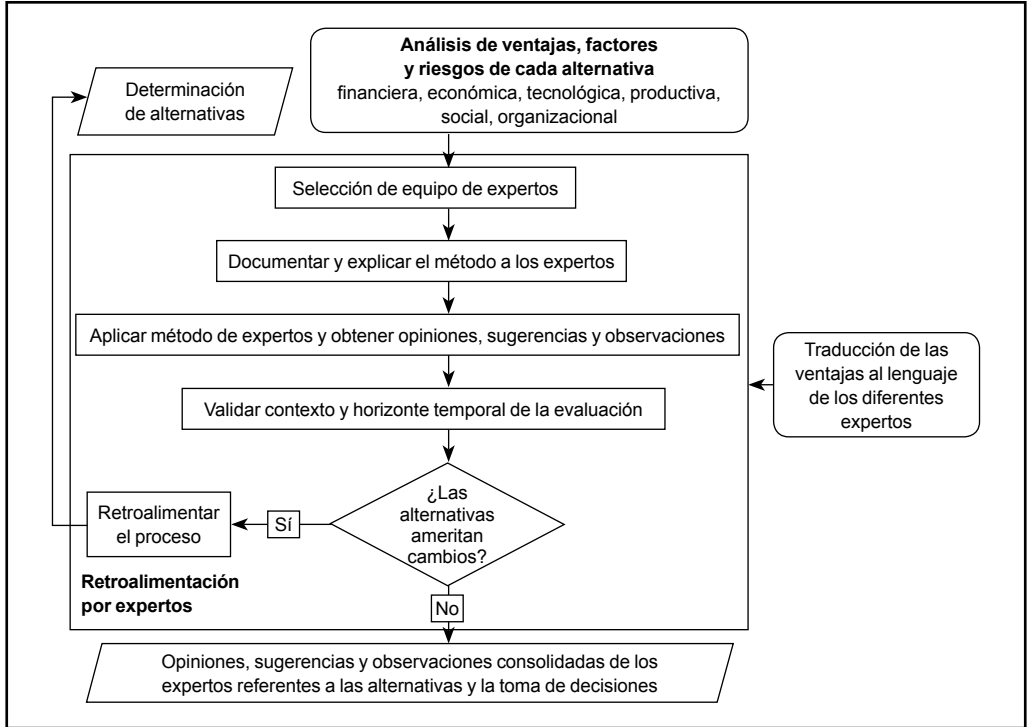 Análisis de ventajas, factores
y riesgos de cada alternativa
financiera, económica, tecnológica, productiva,
social, organizacional
Determinación
de alternativas
Selección de equipo de expertos
Documentar y explicar el método a los expertos
Aplicar método de expertos y obtener opiniones, sugerencias y observaciones
Traducción de las
ventajas al lenguaje
de los diferentes
expertos
Validar contexto y horizonte temporal de la evaluación
¿Las
alternativas
ameritan
cambios?
Sí
Retroalimentar
el proceso
Retroalimentación
por expertos
No
Opiniones, sugerencias y observaciones consolidadas de los
expertos referentes a las alternativas y la toma de decisiones